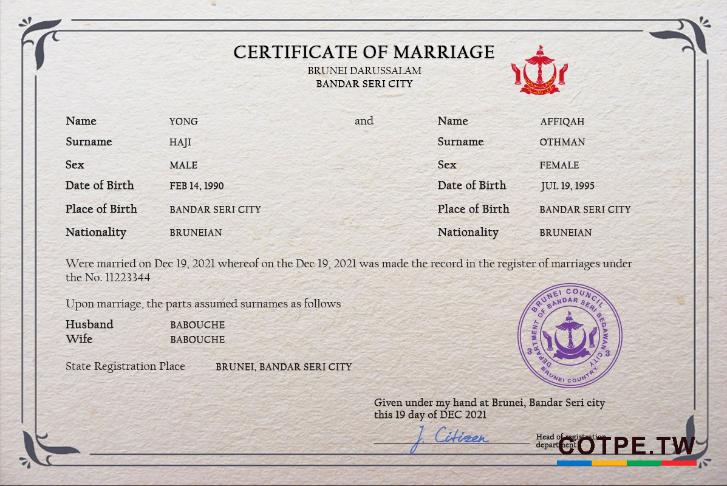 CERTIFICATE OF MARRIAGE
BRUNEI DARUSSALAM
BANDAR SERI CITY
Name YONG and Name AFFIQAH
Surname HAJI Surname OTHMAN
Sex MALE Sex FEMALE
Date of Birth FEB 14, 1990 Date of Birth JUL 19, 1995
Place of Birth BANDAR SERI CITY Place of Birth BANDAR SERI CITY
Nationality BRUNEIAN Nationality BRUNEIAN
Were married on Dec 19, 2021 whereof on the Dec 19, 2021 was made the record in the register of marriages under
the No. 11223344
Upon marriage, the parts assumed surnames as follows
Husband BABOUCHE
Wife BABOUCHE
State Registration Place BRUNEI, BANDAR SERI CITY
BRUNEI COUNCIL
DEPARTMENT OF BANDAR SERI BEGAWAN CITY
3 3
BRUNEI COUNTRY
Given under my hand at Brunei, Bandar Seri city
this 19 day of DEC 2021
J. Citizen Head of registration
department
COTPE.TW